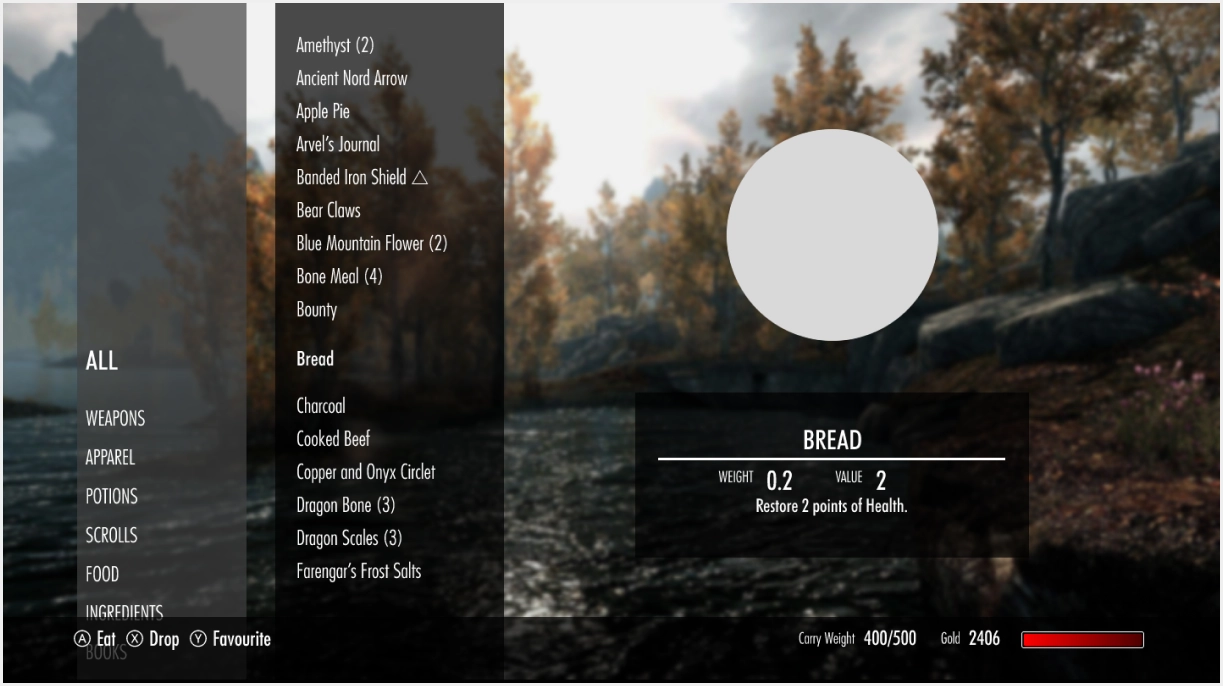 ALL
WEAPONS
APPAREL
POTIONS
SCROLLS
FOOD
INGREDIENTS
BOOKS
Amethyst (2)
Ancient Nord Arrow
Apple Pie
Arvel's Journal
Banded Iron Shield △
Bear Claws
Blue Mountain Flower (2)
Bone Meal (4)
Bounty
Bread
Charcoal
Cooked Beef
Copper and Onyx Circlet
Dragon Bone (3)
Dragon Scales (3)
Farengar's Frost Salts
BREAD
WEIGHT 0.2 VALUE 2
Restore 2 points of Health.
Ⓐ Eat Ⓧ Drop Ⓨ Favourite
Carry Weight 400/500 Gold 2406